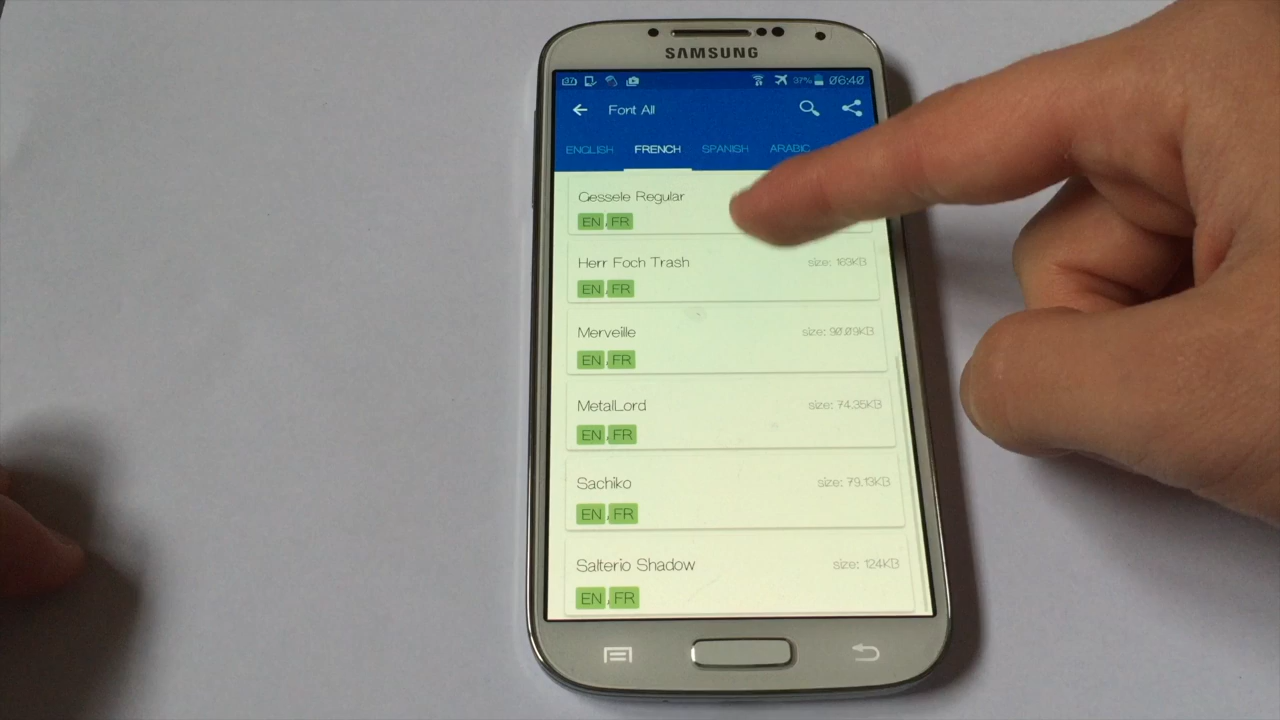 SAMSUNG
37% 06:40
Font All
ENGLISH FRENCH SPANISH ARABIC
Gessele Regular
EN, FR
Herr Foch Trash size: 163KB
EN, FR
Merveille size: 90.09KB
EN, FR
MetalLord size: 74.35KB
EN, FR
Sachiko size: 79.13KB
EN, FR
Salterio Shadow size: 124KB
EN, FR